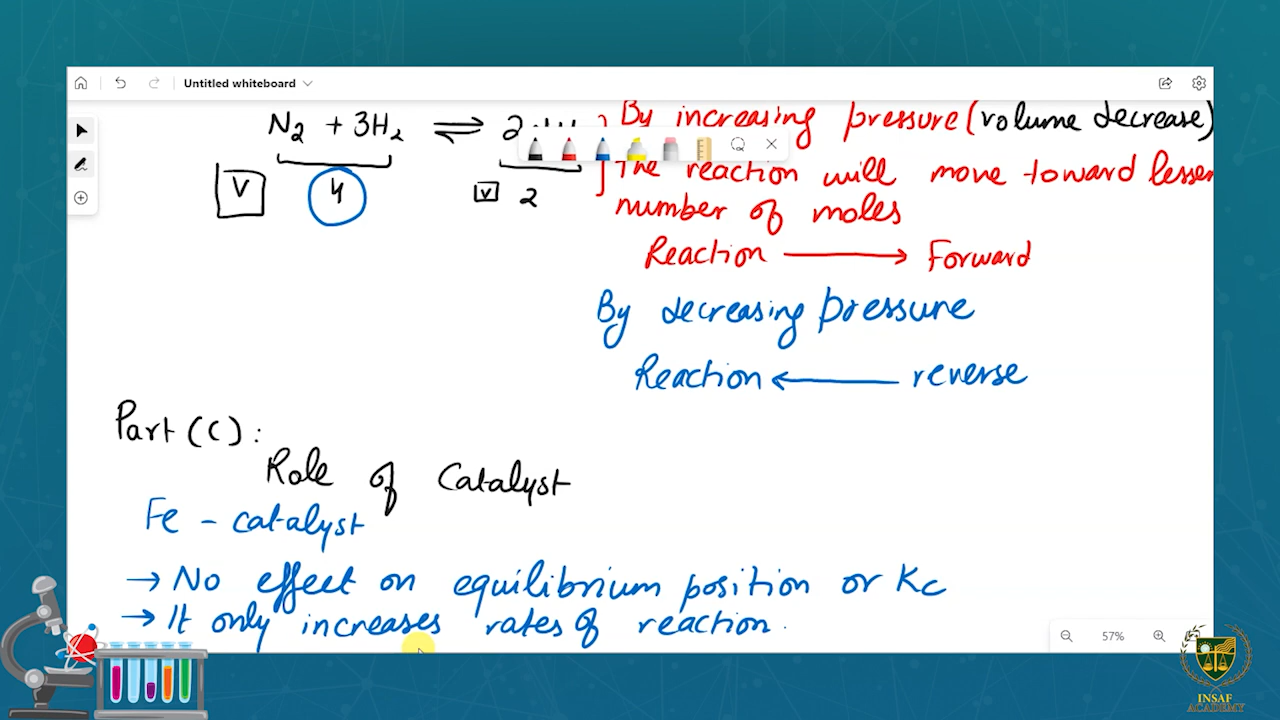 Untitled whiteboard
N₂ + 3H₂ ⇌ 2
V 4 V 2
By increasing pressure (volume decrease)
The reaction will move toward lesser
number of moles
Reaction → Forward
By decreasing pressure
Reaction ← reverse
Part (C):
Role of Catalyst
Fe - catalyst
→ No effect on equilibrium position or Kc
→ It only increases rates of reaction.
57%
INSAF
ACADEMY